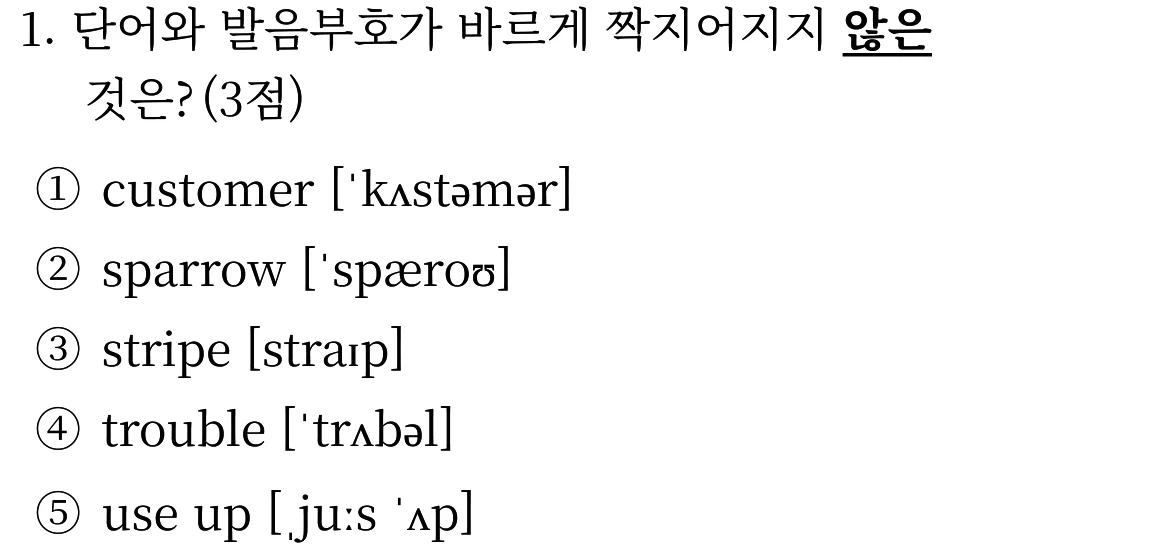 1. 단어와 발음부호가 바르게 짝지어지지 않은
것은? (3점)
① customer [ˈkʌstəmər]
② sparrow [ˈspæroʊ]
③ stripe [straɪp]
④ trouble [ˈtrʌbəl]
⑤ use up [ˌjuːs ˈʌp]